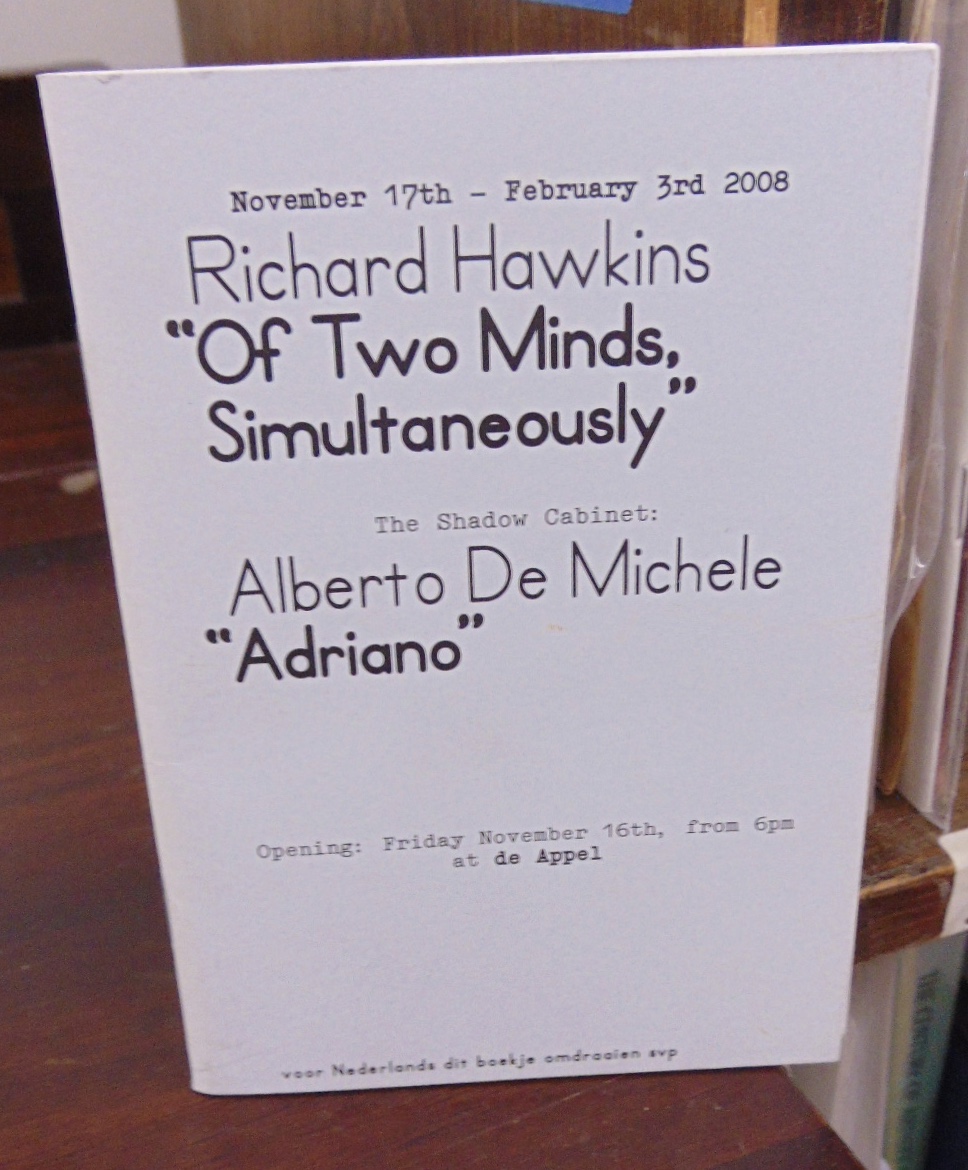 November 17th – February 3rd 2008
Richard Hawkins
“Of Two Minds,
Simultaneously”
The Shadow Cabinet:
Alberto De Michele
“Adriano”
Opening: Friday November 16th, from 6pm
at de Appel
voor Nederlands dit boekje omdraaien svp